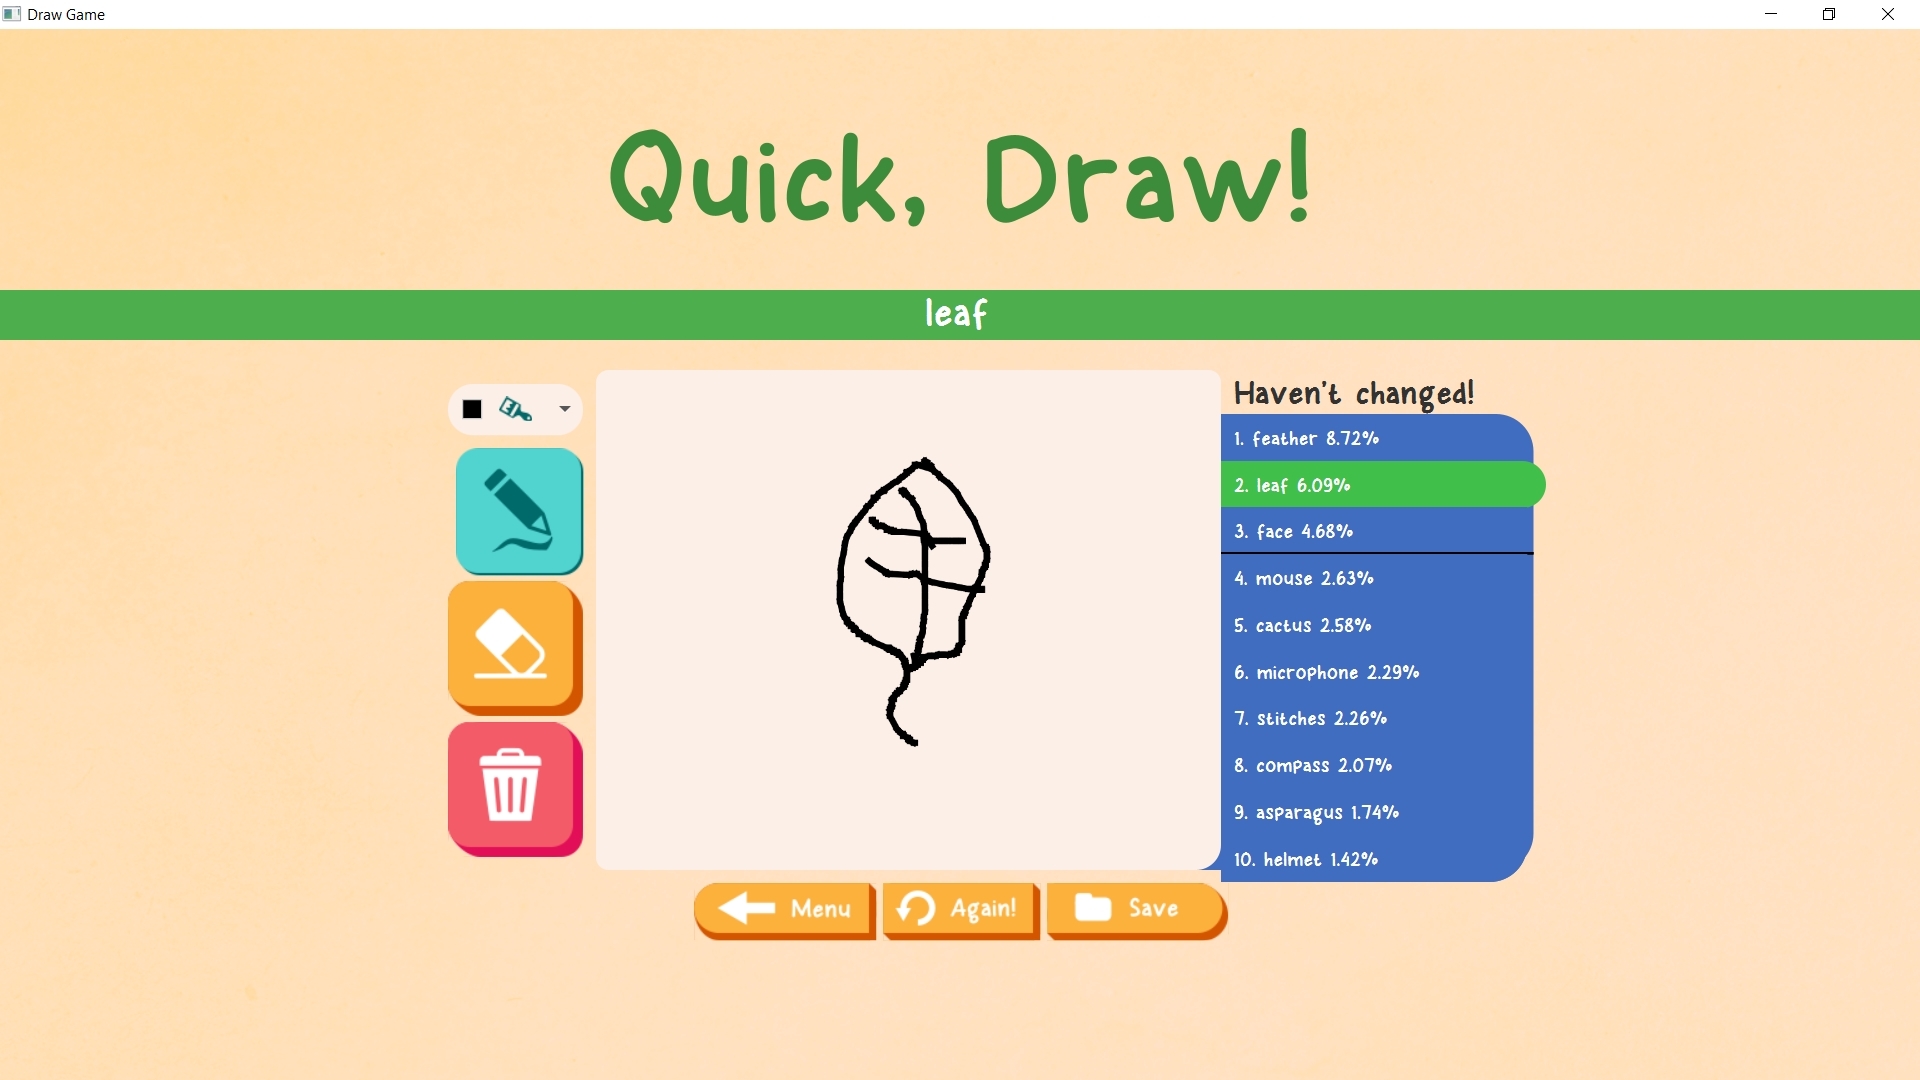 Draw Game
Quick, Draw!
leaf
Haven't changed!
1. feather 8.72%
2. leaf 6.09%
3. face 4.68%
4. mouse 2.63%
5. cactus 2.58%
6. microphone 2.29%
7. stitches 2.26%
8. compass 2.07%
9. asparagus 1.74%
10. helmet 1.42%
Menu
Again!
Save